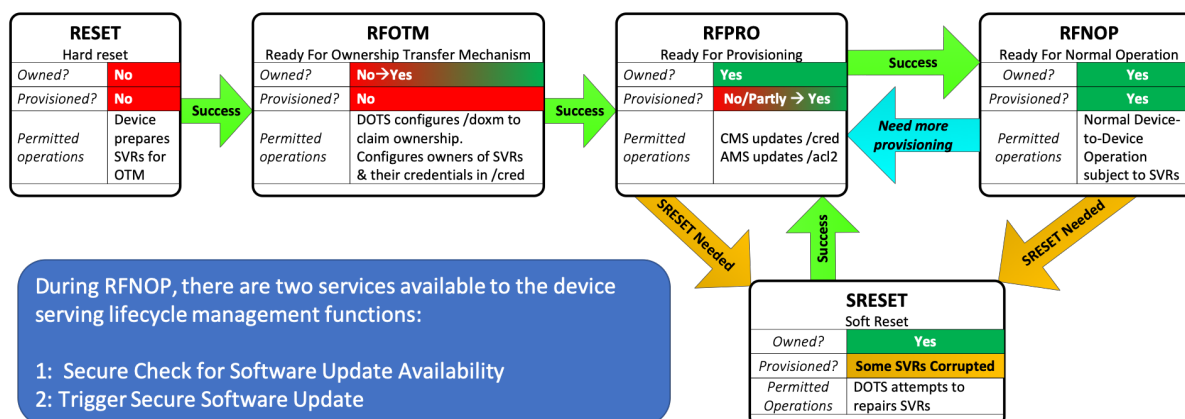 RESET
Hard reset
Owned? No
Provisioned? No
Permitted
operations
Device
prepares
SVRs for
OTM
Success
RFOTM
Ready For Ownership Transfer Mechanism
Owned? No→Yes
Provisioned? No
Permitted
operations
DOTS configures /doxm to
claim ownership.
Configures owners of SVRs
& their credentials in /cred
Success
RFPRO
Ready For Provisioning
Owned? Yes
Provisioned? No/Partly → Yes
Permitted
operations
CMS updates /cred
AMS updates /acl2
Success
Need more
provisioning
RFNOP
Ready For Normal Operation
Owned? Yes
Provisioned? Yes
Permitted
operations
Normal Device-
to-Device
Operation
subject to SVRs
SRESET Needed
Success
SRESET Needed
During RFNOP, there are two services available to the device
serving lifecycle management functions:
1: Secure Check for Software Update Availability
2: Trigger Secure Software Update
SRESET
Soft Reset
Owned? Yes
Provisioned? Some SVRs Corrupted
Permitted
Operations
DOTS attempts to
repairs SVRs